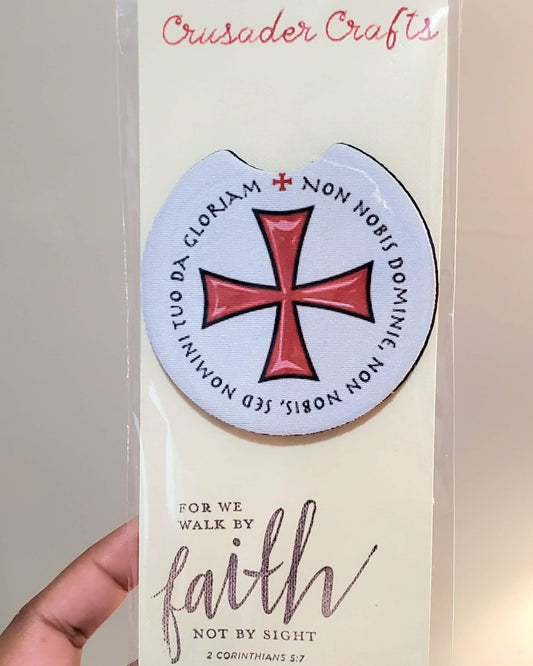 Crusader Crafts
NON NOBIS DOMINIE, NON NOBIS, SED NOMINI TUO DA GLORIAM
FOR WE
WALK BY
faith
NOT BY SIGHT
2 CORINTHIANS 5:7